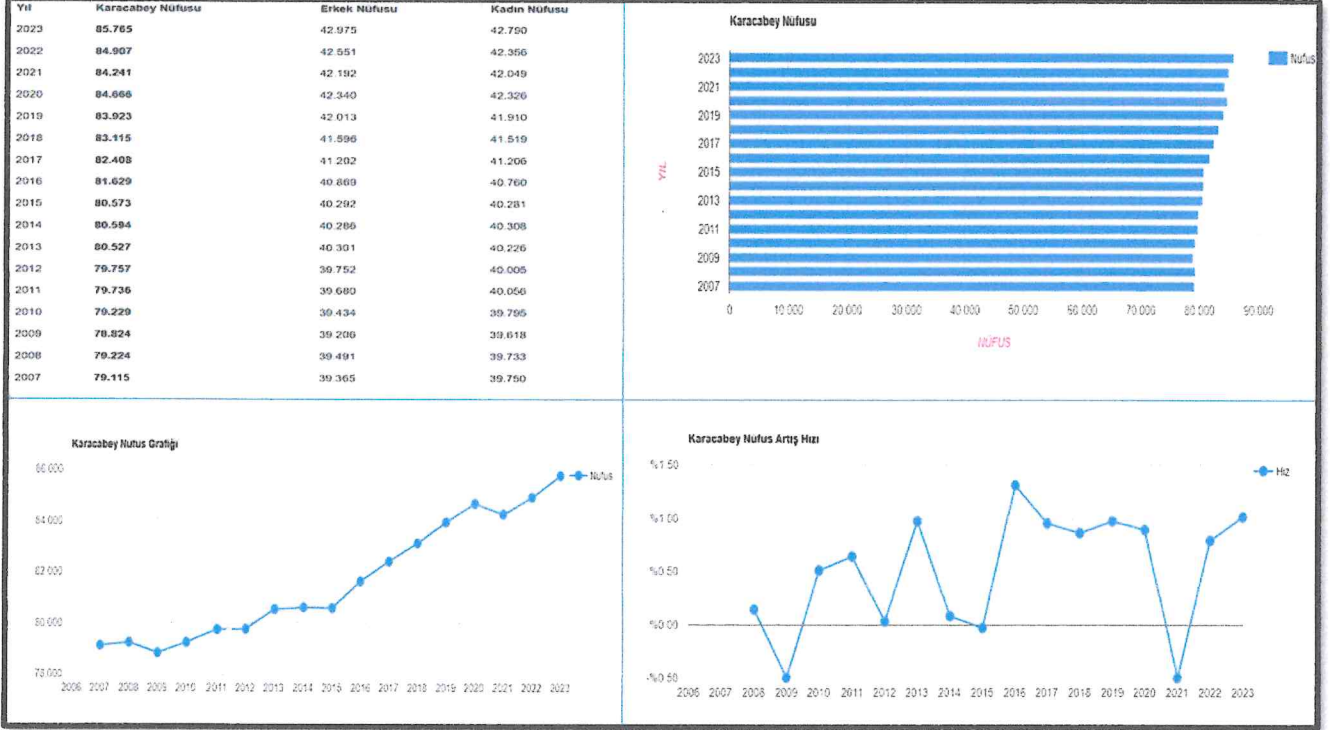 Yıl Karacabey Nüfusu Erkek Nüfusu Kadın Nüfusu
2023 85.765 42.975 42.790
2022 84.907 42.551 42.356
2021 84.241 42.192 42.049
2020 84.666 42.340 42.326
2019 83.923 42.013 41.910
2018 83.115 41.596 41.519
2017 82.408 41.202 41.206
2016 81.629 40.869 40.760
2015 80.573 40.292 40.281
2014 80.594 40.286 40.308
2013 80.527 40.301 40.226
2012 79.757 39.752 40.005
2011 79.736 39.680 40.056
2010 79.229 39.434 39.795
2009 78.824 39.206 39.618
2008 79.224 39.491 39.733
2007 79.115 39.365 39.750
Karacabey Nüfusu
Nufus
2023
2021
2019
2017
2015
2013
2011
2009
2007
YIL
0 10 000 20 000 30 000 40 000 50 000 60 000 70 000 80 000 90 000
NÜFUS
Karacabey Nufus Grafiği
Nufus
86 000
84 000
82 000
80 000
78 000
2006 2007 2008 2009 2010 2011 2012 2013 2014 2015 2016 2017 2018 2019 2020 2021 2022 2023
Karacabey Nufus Artış Hızı
Hız
%1.50
%1.00
%0.50
%0.00
-%0.50
2006 2007 2008 2009 2010 2011 2012 2013 2014 2015 2016 2017 2018 2019 2020 2021 2022 2023